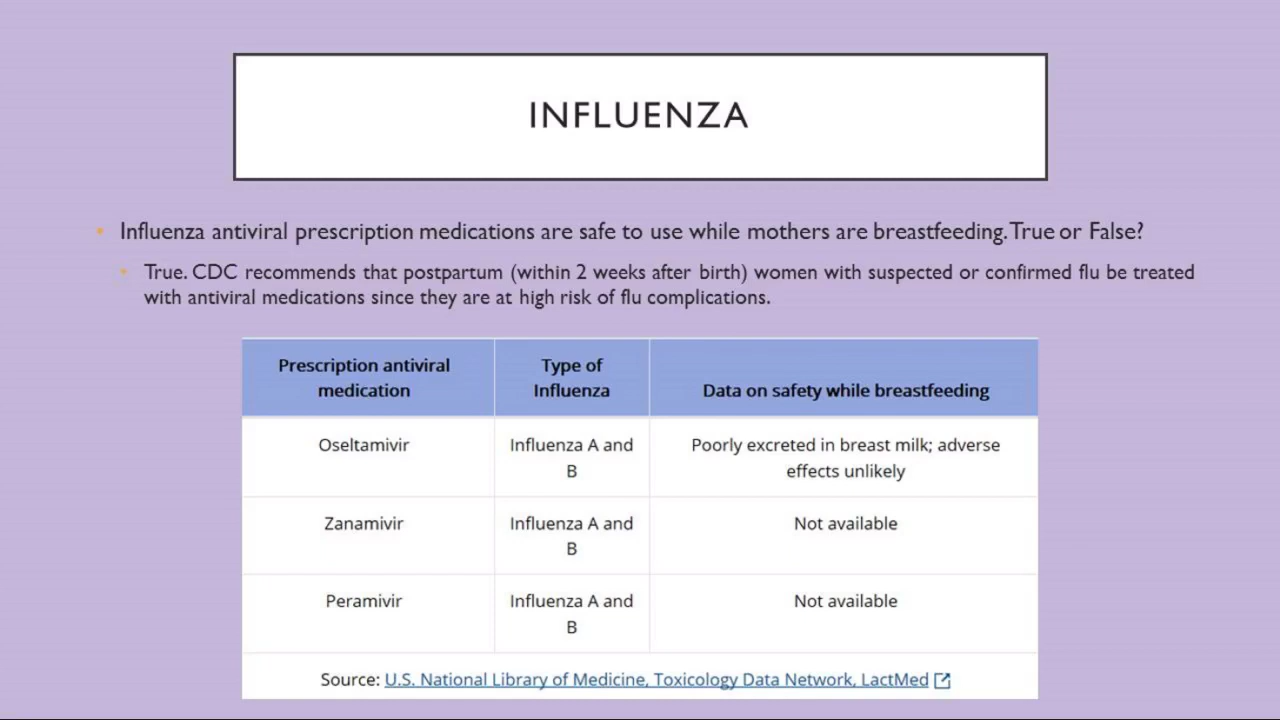 INFLUENZA
Influenza antiviral prescription medications are safe to use while mothers are breastfeeding. True or False?
True. CDC recommends that postpartum (within 2 weeks after birth) women with suspected or confirmed flu be treated
with antiviral medications since they are at high risk of flu complications.
Prescription antiviral
medication
Type of
Influenza
Data on safety while breastfeeding
Oseltamivir
Influenza A and
B
Poorly excreted in breast milk; adverse
effects unlikely
Zanamivir
Influenza A and
B
Not available
Peramivir
Influenza A and
B
Not available
Source: U.S. National Library of Medicine, Toxicology Data Network, LactMed